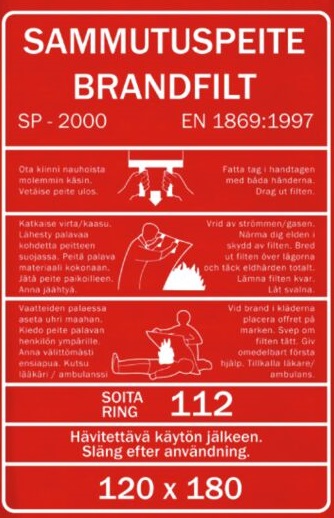 SAMMUTUSPEITE
BRANDFILT
SP - 2000
EN 1869:1997
Ota kiinni nauhoista
molemmin käsin.
Vetäise peite ulos.
Fatta tag i handtagen
med båda händerna.
Drag ut filten.
Katkaise virta/kaasu.
Lähesty palavaa
kohdetta peitteen
suojassa. Peitä palava
materiaali kokonaan.
Jätä peite paikoilleen.
Anna jäähtyä.
Vrid av strömmen/gasen.
Närma dig elden i
skydd av filten. Bred
ut filten över lågorna
och täck eldhärden totalt.
Lämna filten kvar.
Låt svalna.
Vaatteiden palaessa
aseta uhri maahan.
Kiedo peite palavan
henkilön ympärille.
Anna välittömästi
ensiapua. Kutsu
lääkäri / ambulanssi
Vid brand i kläderna
placera offret på
marken. Svep om
filten tätt. Giv
omedelbart första
hjälp. Tillkalla läkare/
ambulans.
SOITA
RING
112
Hävitettävä käytön jälkeen.
Släng efter användning.
120 x 180